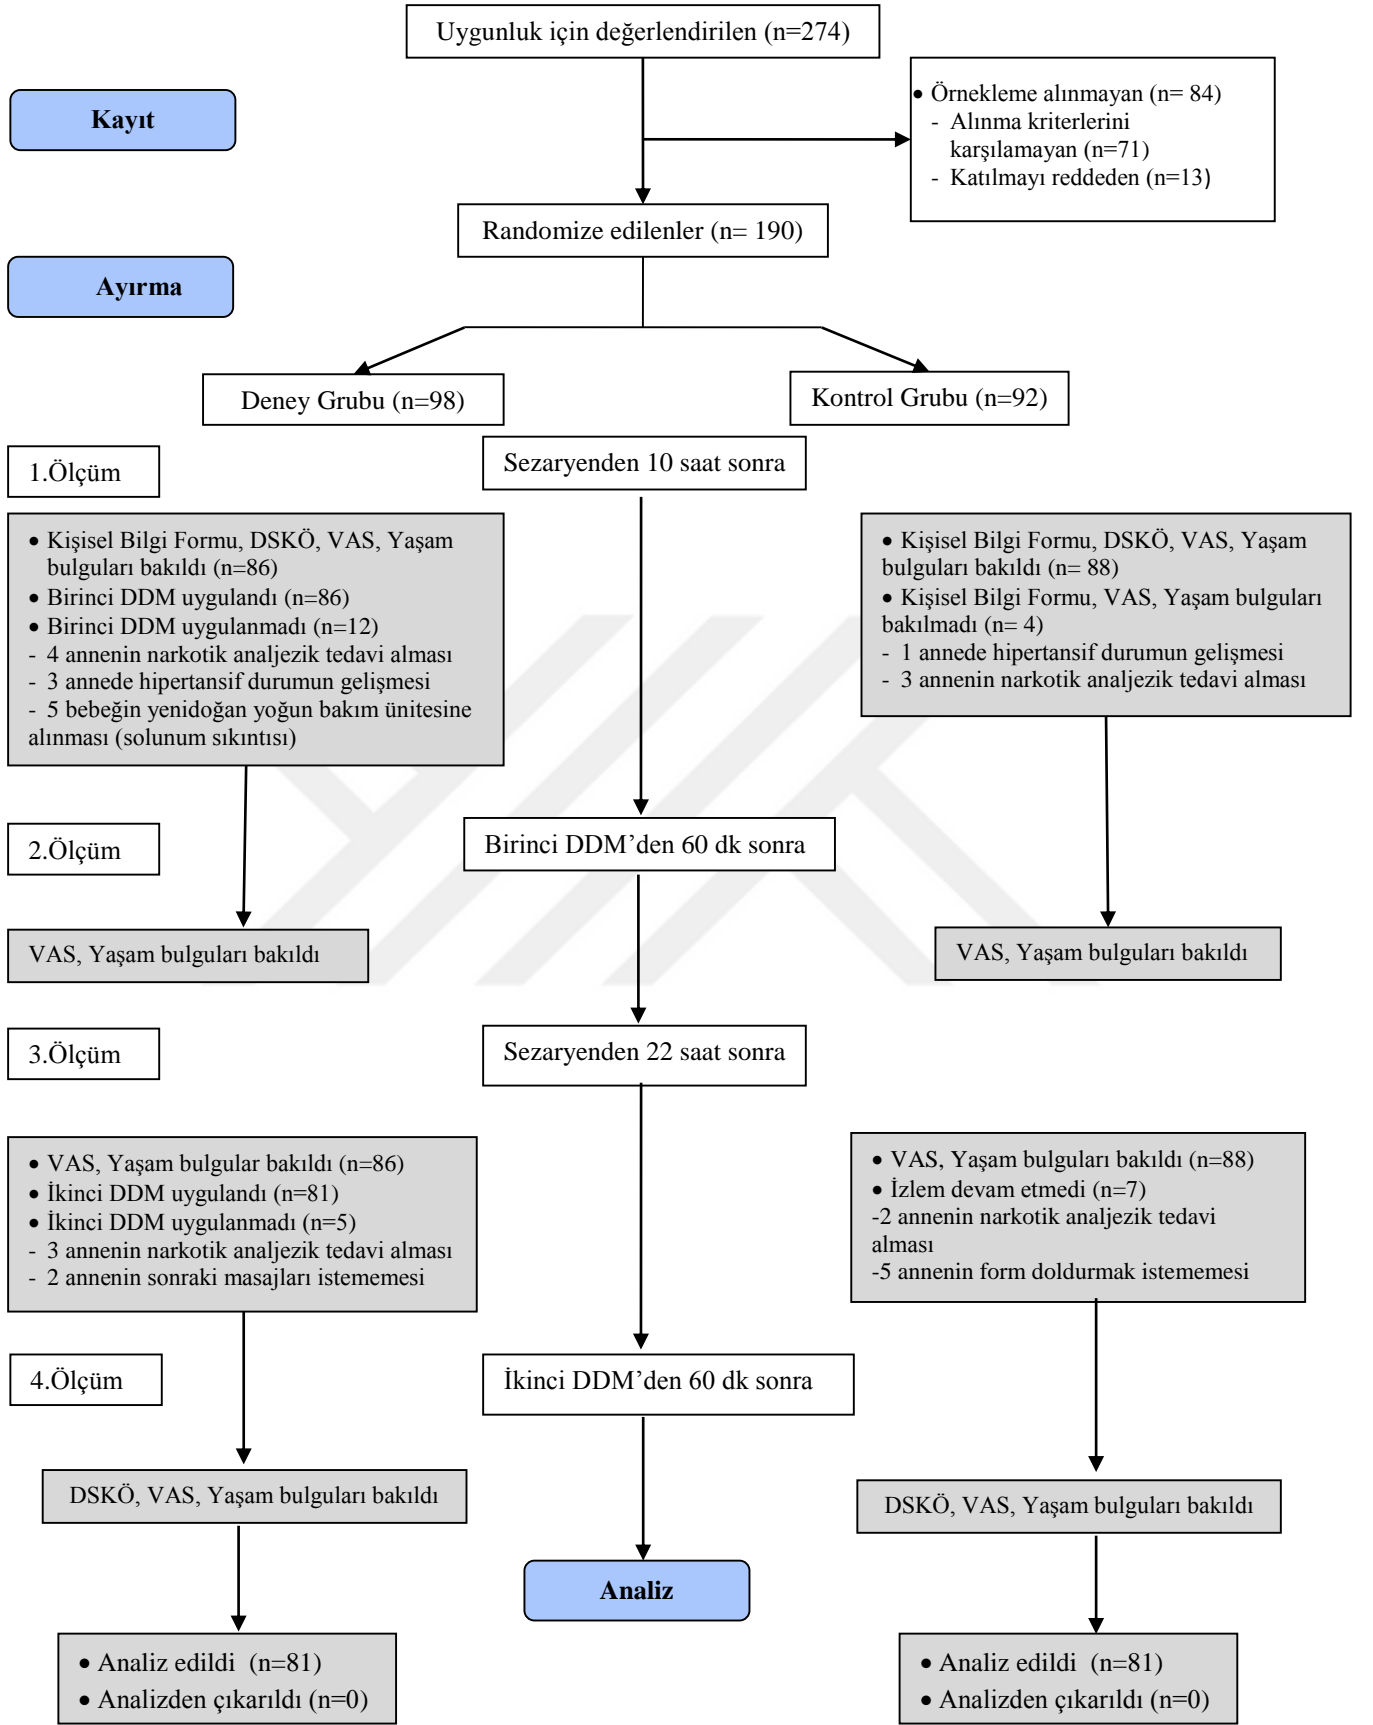 Uygunluk için değerlendirilen (n=274)
Kayıt
• Örnekleme alınmayan (n= 84)
- Alınma kriterlerini
karşılamayan (n=71)
- Katılmayı reddeden (n=13)
Randomize edilenler (n= 190)
Ayırma
Deney Grubu (n=98)
Kontrol Grubu (n=92)
1.Ölçüm
Sezaryenden 10 saat sonra
• Kişisel Bilgi Formu, DSKÖ, VAS, Yaşam
bulguları bakıldı (n=86)
• Birinci DDM uygulandı (n=86)
• Birinci DDM uygulanmadı (n=12)
- 4 annenin narkotik analjezik tedavi alması
- 3 annede hipertansif durumun gelişmesi
- 5 bebeğin yenidoğan yoğun bakım ünitesine
alınması (solunum sıkıntısı)
• Kişisel Bilgi Formu, DSKÖ, VAS, Yaşam
bulguları bakıldı (n= 88)
• Kişisel Bilgi Formu, VAS, Yaşam bulguları
bakılmadı (n= 4)
- 1 annede hipertansif durumun gelişmesi
- 3 annenin narkotik analjezik tedavi alması
2.Ölçüm
Birinci DDM’den 60 dk sonra
VAS, Yaşam bulguları bakıldı
VAS, Yaşam bulguları bakıldı
3.Ölçüm
Sezaryenden 22 saat sonra
• VAS, Yaşam bulgular bakıldı (n=86)
• İkinci DDM uygulandı (n=81)
• İkinci DDM uygulanmadı (n=5)
- 3 annenin narkotik analjezik tedavi alması
- 2 annenin sonraki masajları istememesi
• VAS, Yaşam bulguları bakıldı (n=88)
• İzlem devam etmedi (n=7)
-2 annenin narkotik analjezik tedavi
alması
-5 annenin form doldurmak istememesi
4.Ölçüm
İkinci DDM’den 60 dk sonra
DSKÖ, VAS, Yaşam bulguları bakıldı
DSKÖ, VAS, Yaşam bulguları bakıldı
Analiz
• Analiz edildi (n=81)
• Analizden çıkarıldı (n=0)
• Analiz edildi (n=81)
• Analizden çıkarıldı (n=0)